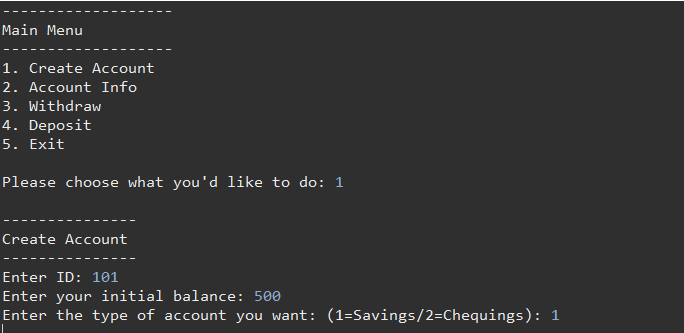 -------------------
Main Menu
-------------------
1. Create Account
2. Account Info
3. Withdraw
4. Deposit
5. Exit
Please choose what you'd like to do: 1
---------------
Create Account
---------------
Enter ID: 101
Enter your initial balance: 500
Enter the type of account you want: (1=Savings/2=Chequings): 1